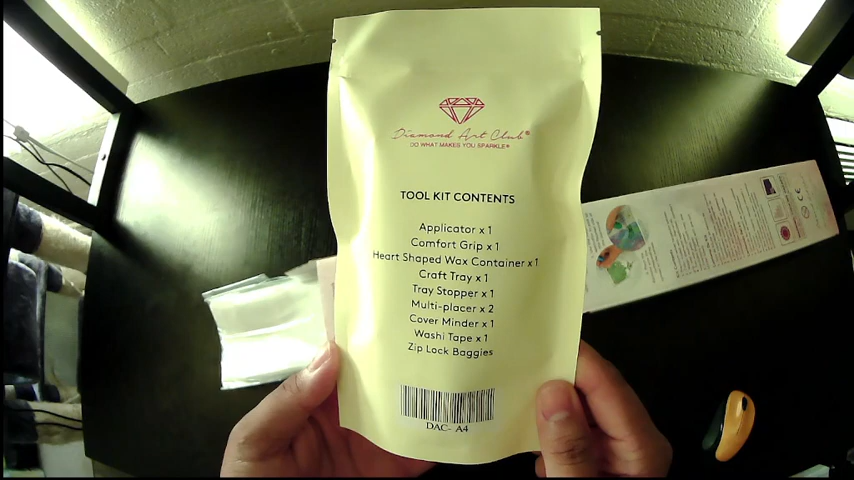 Diamond Art Club®
DO WHAT MAKES YOU SPARKLE®
TOOL KIT CONTENTS
Applicator x 1
Comfort Grip x 1
Heart Shaped Wax Container x 1
Craft Tray x 1
Tray Stopper x 1
Multi-placer x 2
Cover Minder x 1
Washi Tape x 1
Zip Lock Baggies
DAC- A4